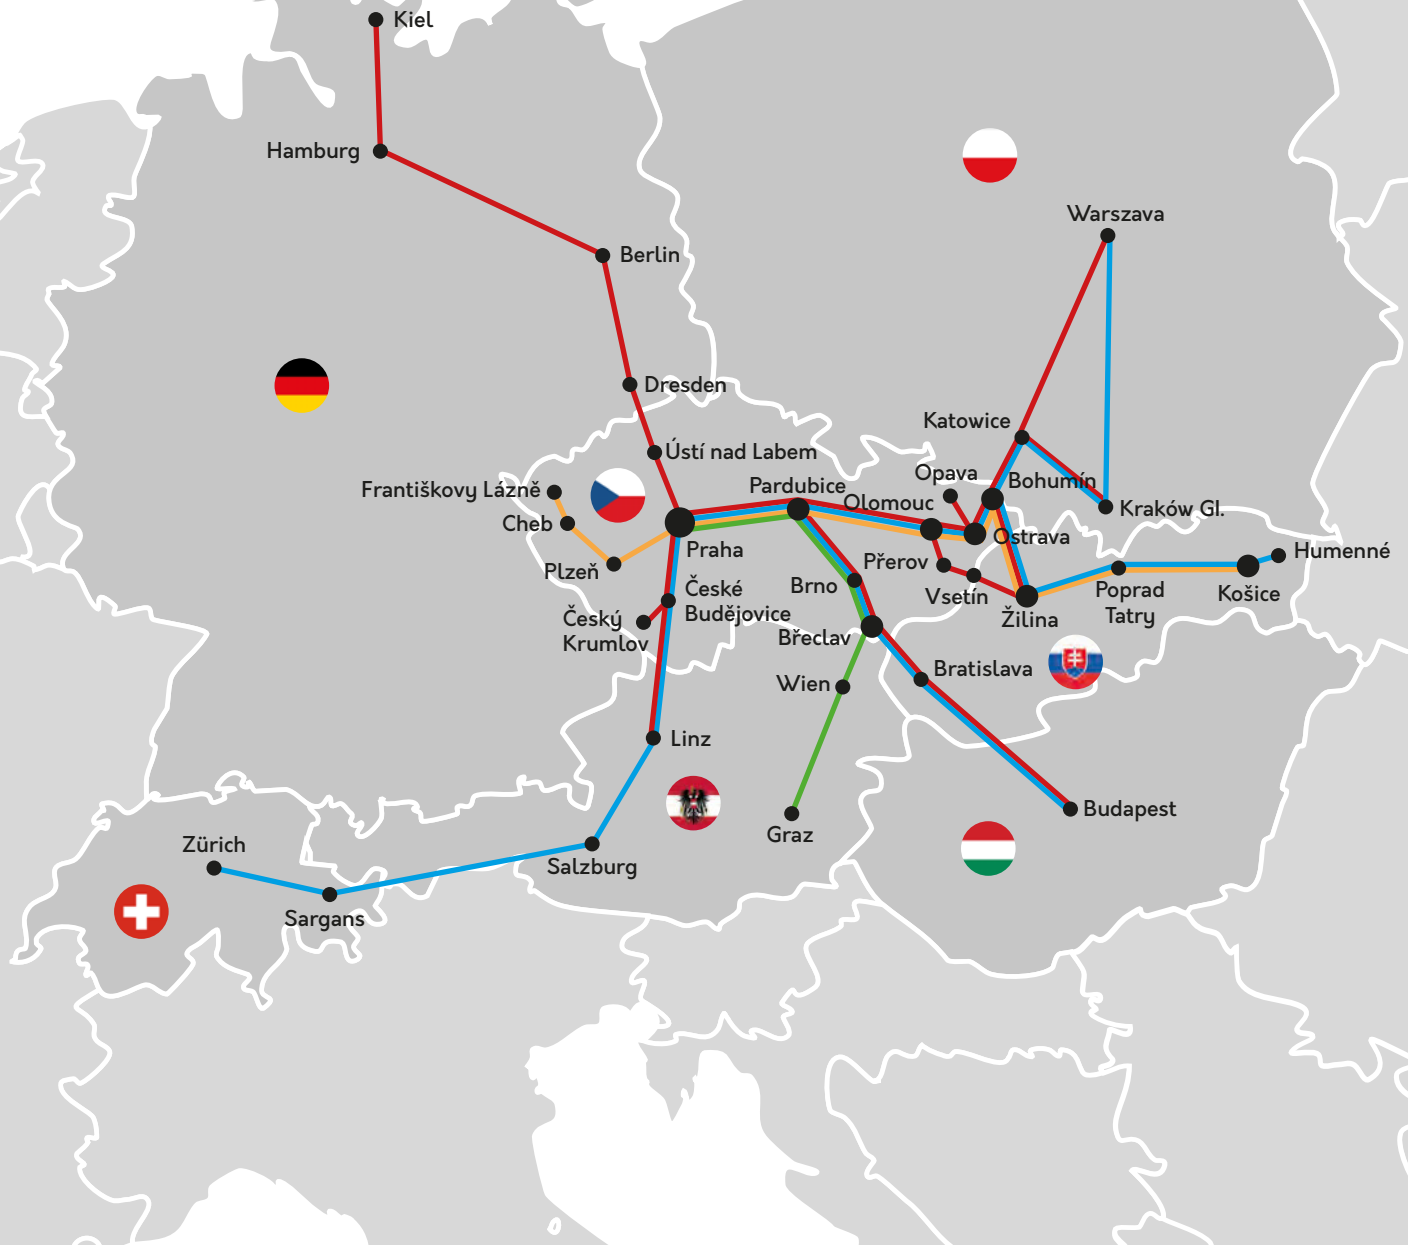 Kiel
Hamburg
Warszava
Berlin
Dresden
Katowice
Ústí nad Labem
Opava
Bohumín
Pardubice
Františkovy Lázně
Olomouc
Kraków Gl.
Cheb
Ostrava
Praha
Humenné
Přerov
Plzeň
Brno
České
Budějovice
Vsetín
Poprad
Tatry
Košice
Český
Krumlov
Žilina
Břeclav
Bratislava
Wien
Linz
Budapest
Graz
Zürich
Salzburg
Sargans